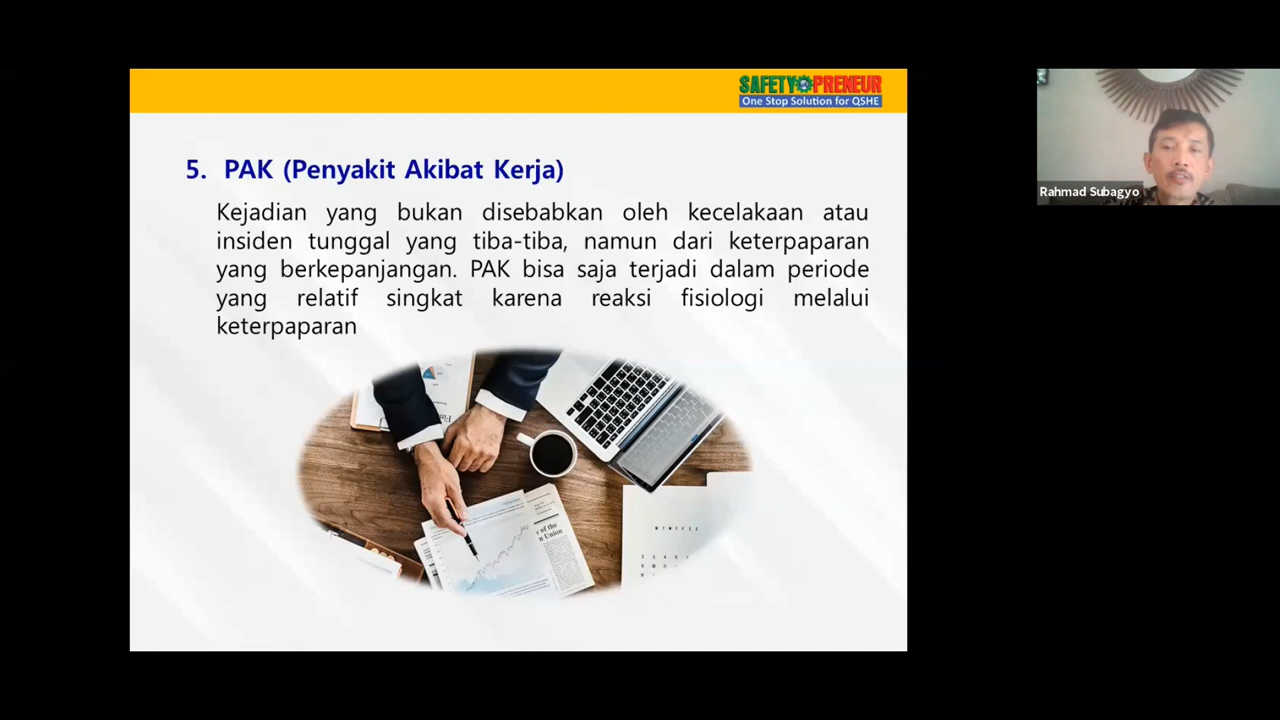 SAFETY PRENEUR
One Stop Solution for QSHE
5. PAK (Penyakit Akibat Kerja)
Kejadian yang bukan disebabkan oleh kecelakaan atau
insiden tunggal yang tiba-tiba, namun dari keterpaparan
yang berkepanjangan. PAK bisa saja terjadi dalam periode
yang relatif singkat karena reaksi fisiologi melalui
keterpaparan
Rahmad Subagyo